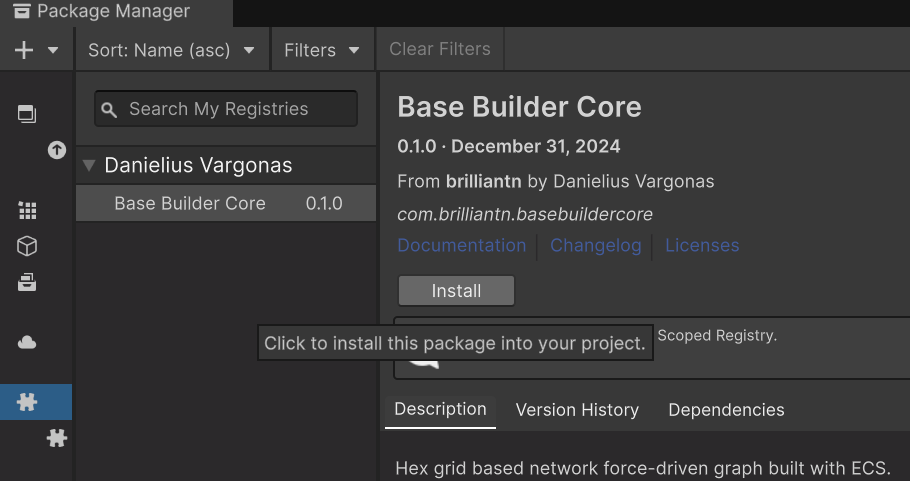 Package Manager
Sort: Name (asc) Filters Clear Filters
Search My Registries
Danielius Vargonas
Base Builder Core 0.1.0
Base Builder Core
0.1.0 · December 31, 2024
From brilliantn by Danielius Vargonas
com.brilliantn.basebuildercore
Documentation Changelog Licenses
Install
Click to install this package into your project.
Scoped Registry.
Description Version History Dependencies
Hex grid based network force-driven graph built with ECS.